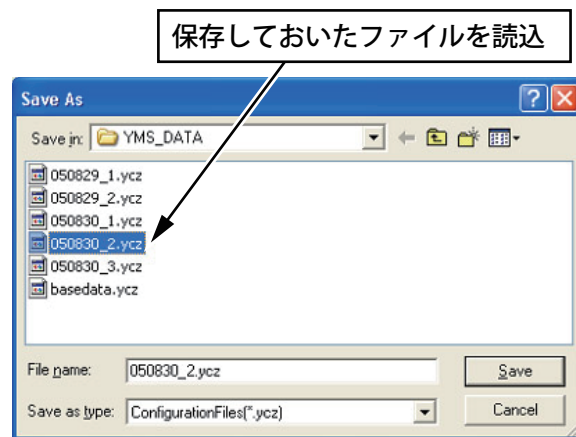 保存しておいたファイルを読込
Save As
Save in: YMS_DATA
050829_1.ycz
050829_2.ycz
050830_1.ycz
050830_2.ycz
050830_3.ycz
basedata.ycz
File name: 050830_2.ycz Save
Save as type: ConfigurationFiles(*.ycz) Cancel